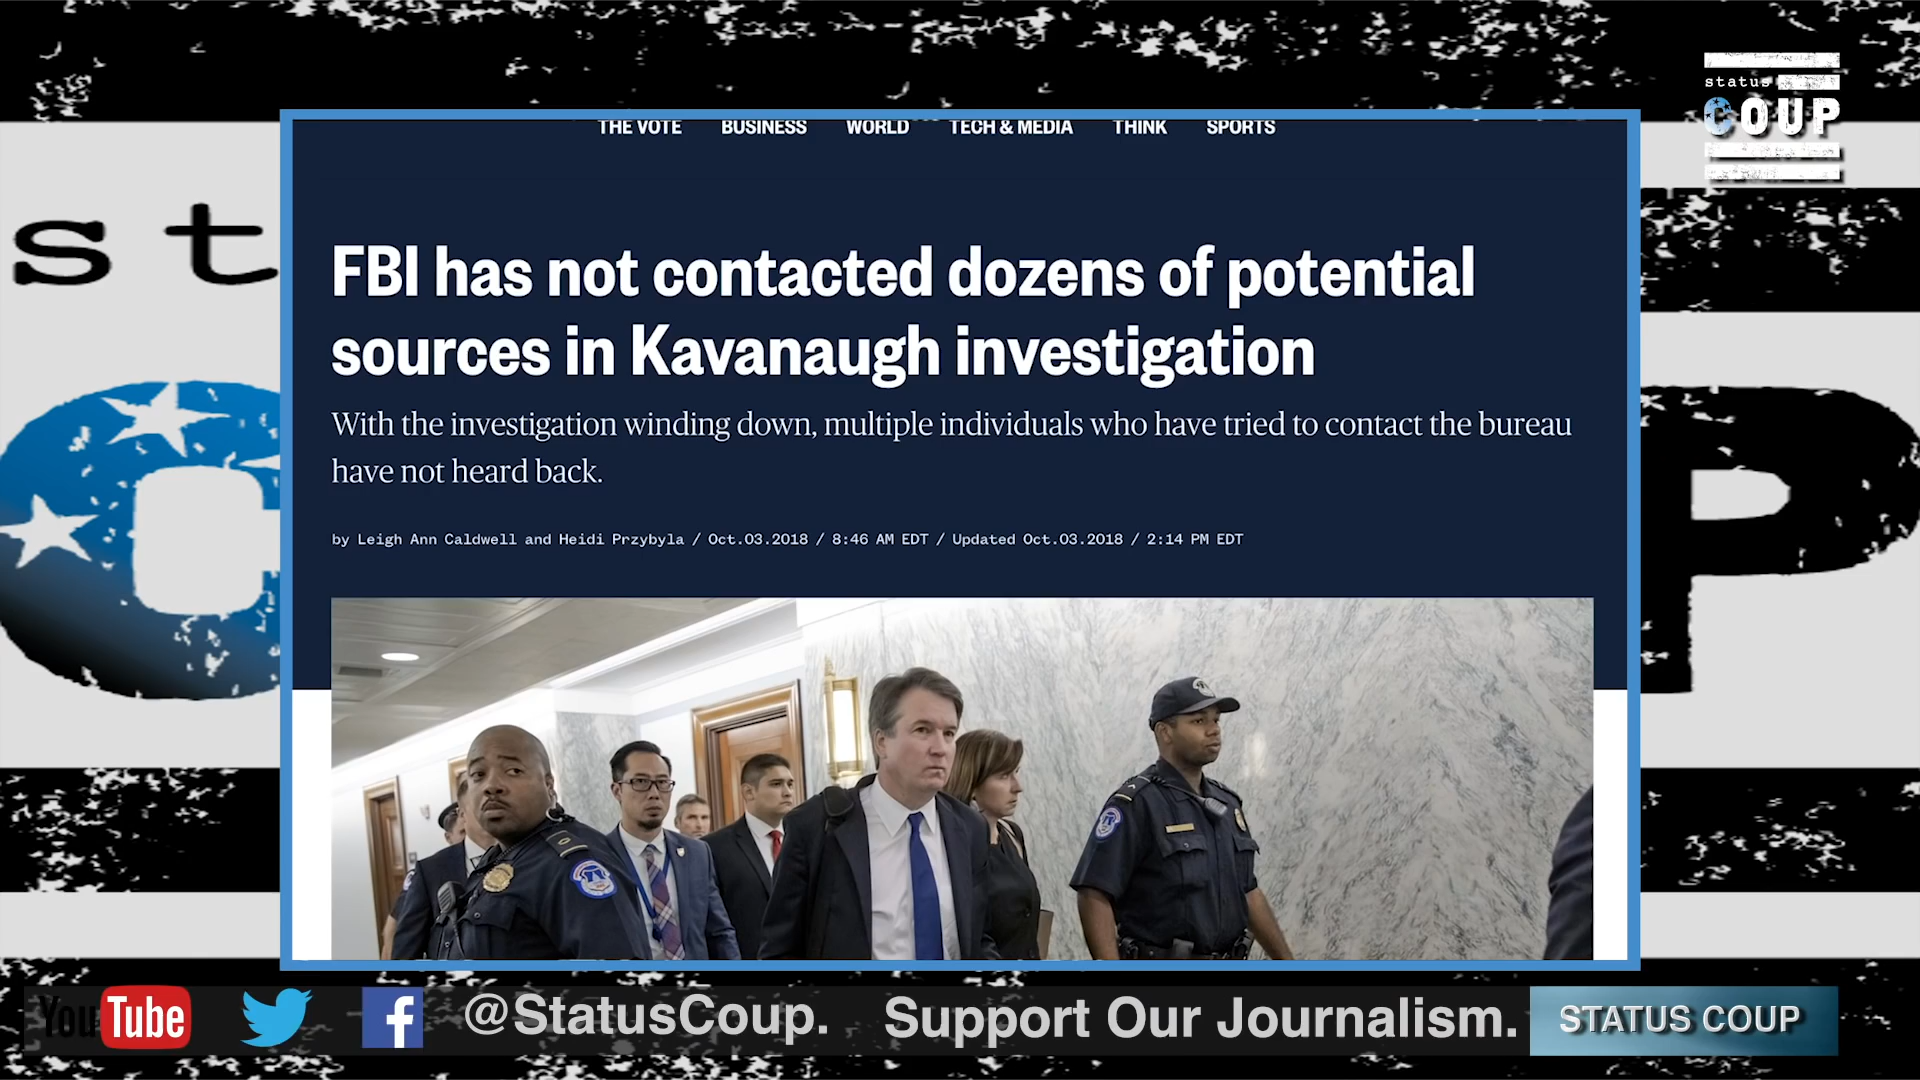 THE VOTE BUSINESS WORLD TECH & MEDIA THINK SPORTS
status
COUP
st
C
P
FBI has not contacted dozens of potential
sources in Kavanaugh investigation
With the investigation winding down, multiple individuals who have tried to contact the bureau
have not heard back.
by Leigh Ann Caldwell and Heidi Przybyla / Oct.03.2018 / 8:46 AM EDT / Updated Oct.03.2018 / 2:14 PM EDT
YouTube
f
@StatusCoup.
Support Our Journalism.
STATUS COUP